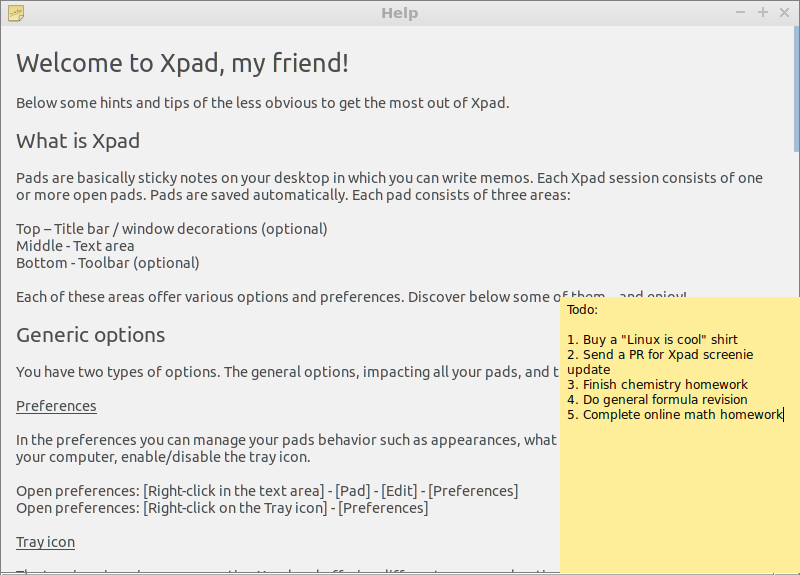 Help
Welcome to Xpad, my friend!
Below some hints and tips of the less obvious to get the most out of Xpad.
What is Xpad
Pads are basically sticky notes on your desktop in which you can write memos. Each Xpad session consists of one
or more open pads. Pads are saved automatically. Each pad consists of three areas:
Top – Title bar / window decorations (optional)
Middle - Text area
Bottom - Toolbar (optional)
Each of these areas offer various options and preferences. Discover below some of them... and enjoy!
Generic options
You have two types of options. The general options, impacting all your pads, and
Preferences
In the preferences you can manage your pads behavior such as appearances, what
your computer, enable/disable the tray icon.
Open preferences: [Right-click in the text area] - [Pad] - [Edit] - [Preferences]
Open preferences: [Right-click on the Tray icon] - [Preferences]
Tray icon
Todo:
1. Buy a "Linux is cool" shirt
2. Send a PR for Xpad screenie
update
3. Finish chemistry homework
4. Do general formula revision
5. Complete online math homework